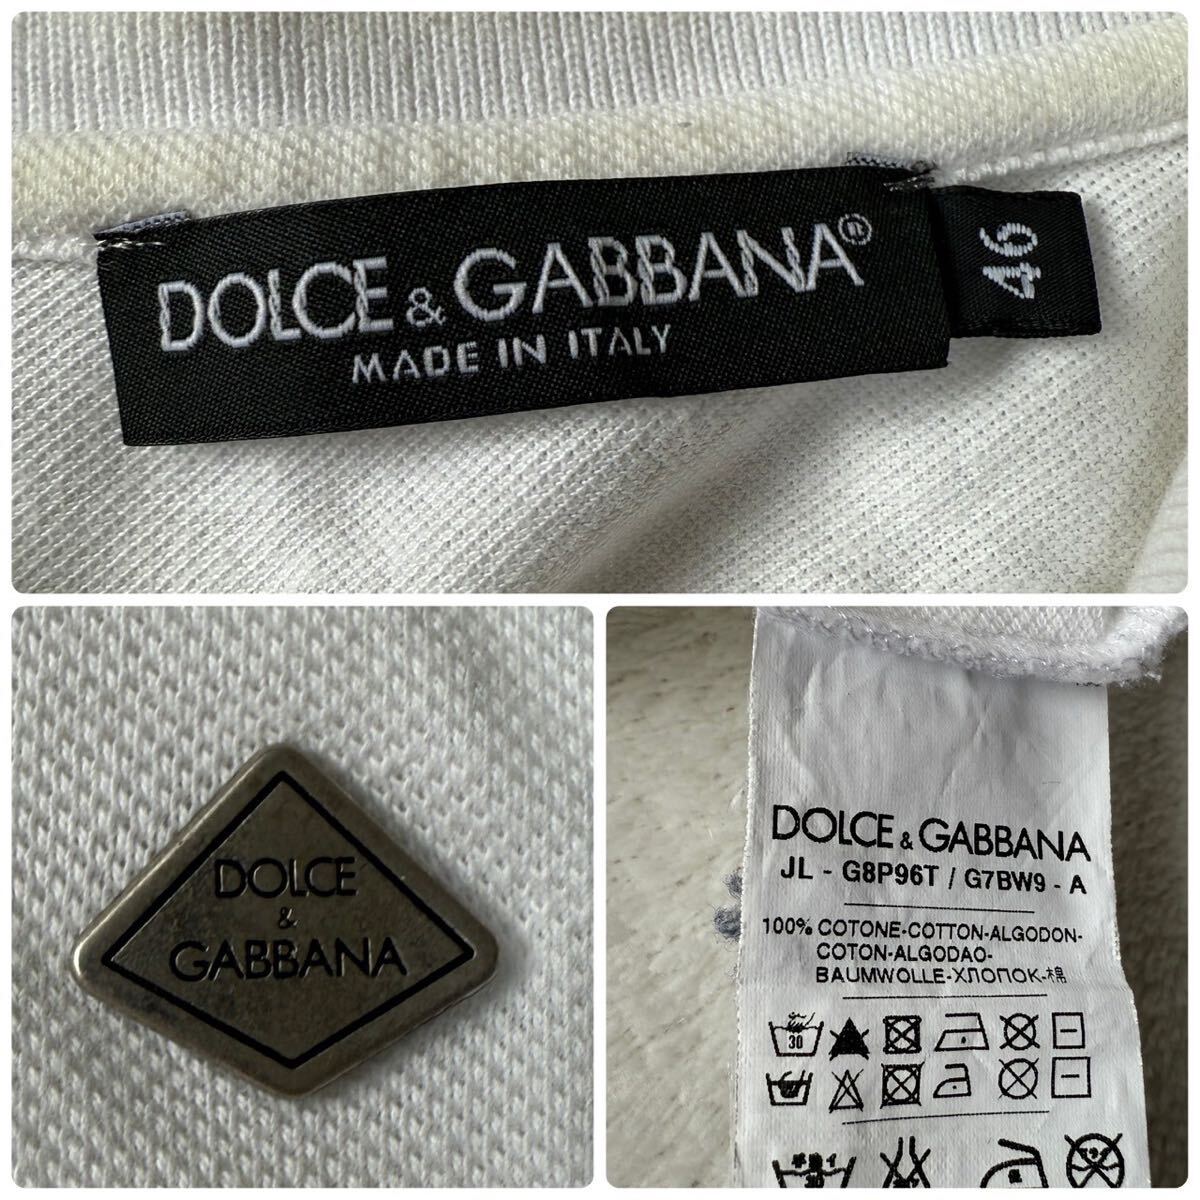 DOLCE & GABBANA®
MADE IN ITALY
46
DOLCE
&
GABBANA
DOLCE & GABBANA
JL - G8P96T / G7BW9 - A
100% COTONE-COTTON-ALGODON-
COTON-ALGODAO-
BAUMWOLLE-ХЛОПОК-棉
30
30